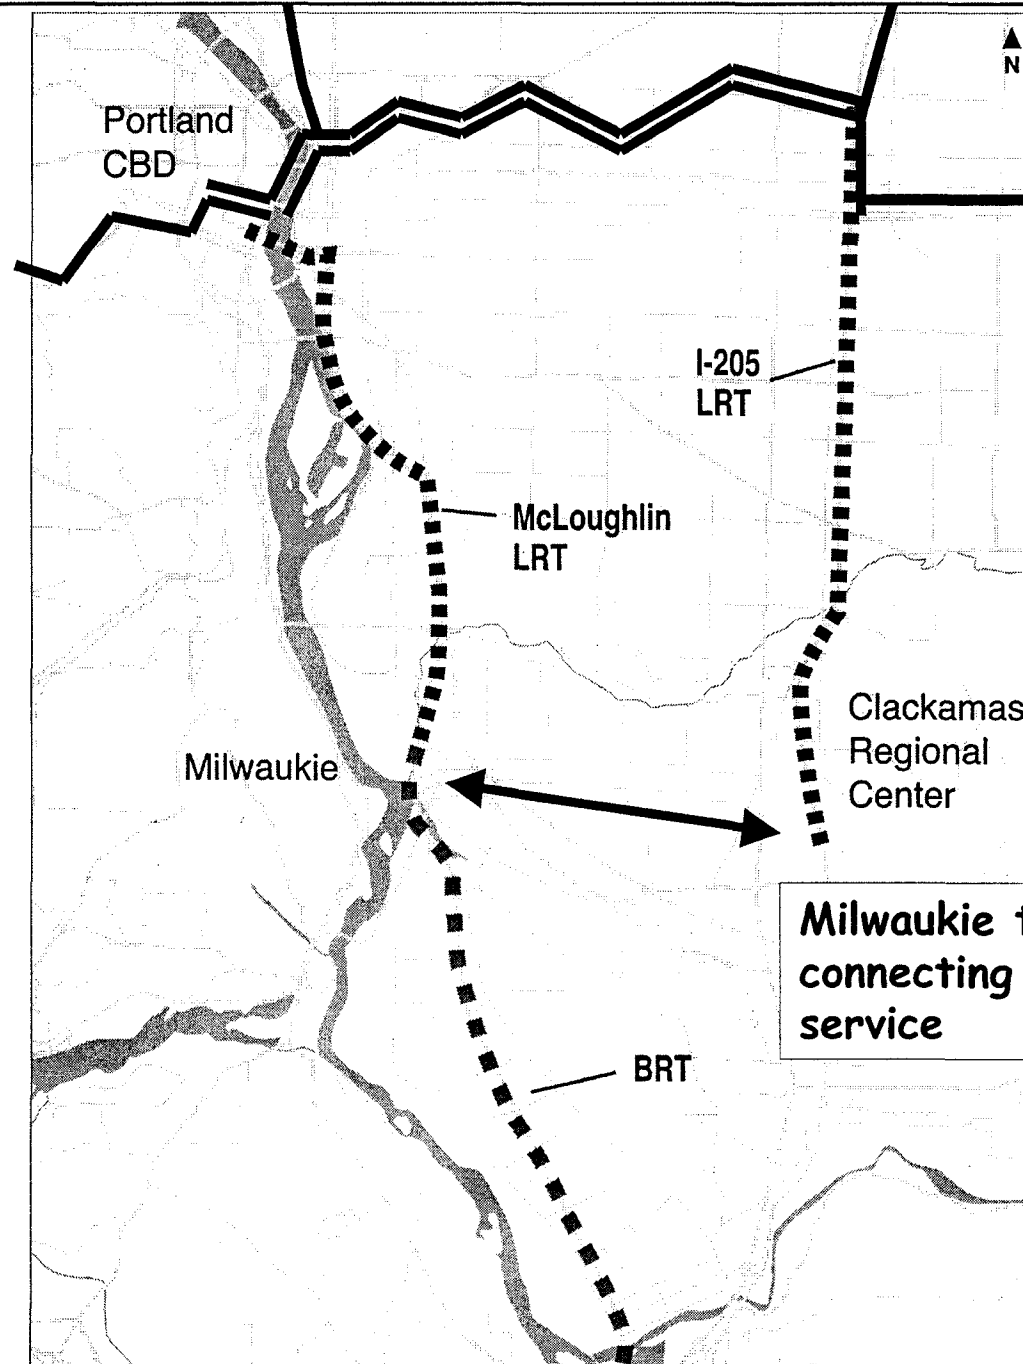 N
Portland
CBD
I-205
LRT
McLoughlin
LRT
Clackamas
Regional
Center
Milwaukie
Milwaukie
connecting
service
BRT